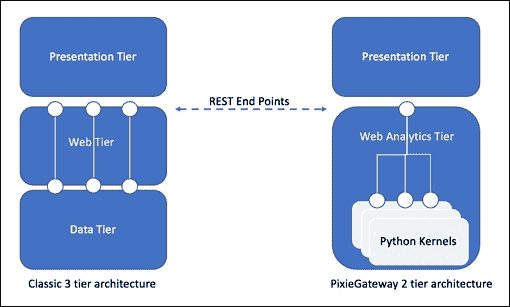 Presentation Tier
Web Tier
Data Tier
Classic 3 tier architecture
REST End Points
Presentation Tier
Web Analytics Tier
Python Kernels
PixieGateway 2 tier architecture